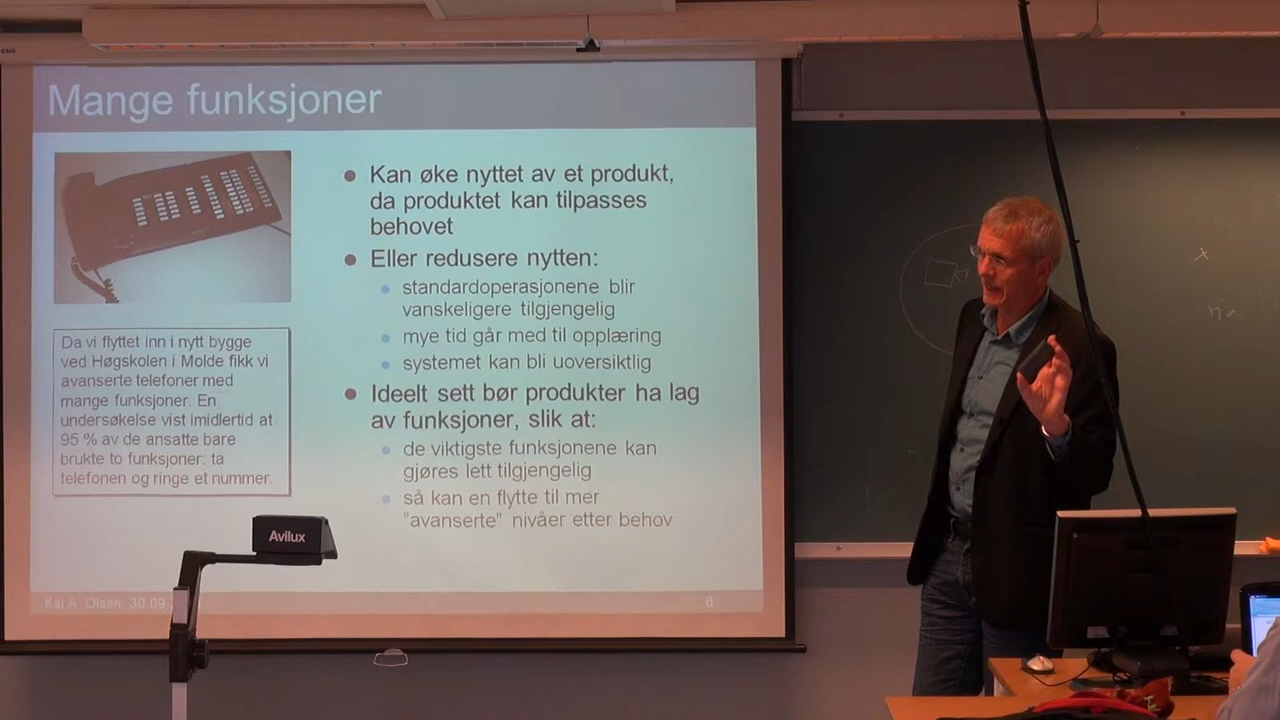 Mange funksjoner
Kan øke nyttet av et produkt,
da produktet kan tilpasses
behovet
Eller redusere nytten:
standardoperasjonene blir
vanskeligere tilgjengelig
mye tid går med til opplæring
systemet kan bli uoversiktlig
Ideelt sett bør produkter ha lag
av funksjoner, slik at:
de viktigste funksjonene kan
gjøres lett tilgjengelig
så kan en flytte til mer
"avanserte" nivåer etter behov
Da vi flyttet inn i nytt bygge
ved Høgskolen i Molde fikk vi
avanserte telefoner med
mange funksjoner. En
undersøkelse vist imidlertid at
95 % av de ansatte bare
brukte to funksjoner: ta
telefonen og ringe et nummer.
Avilux
Kai A. Olsen, 30.09.